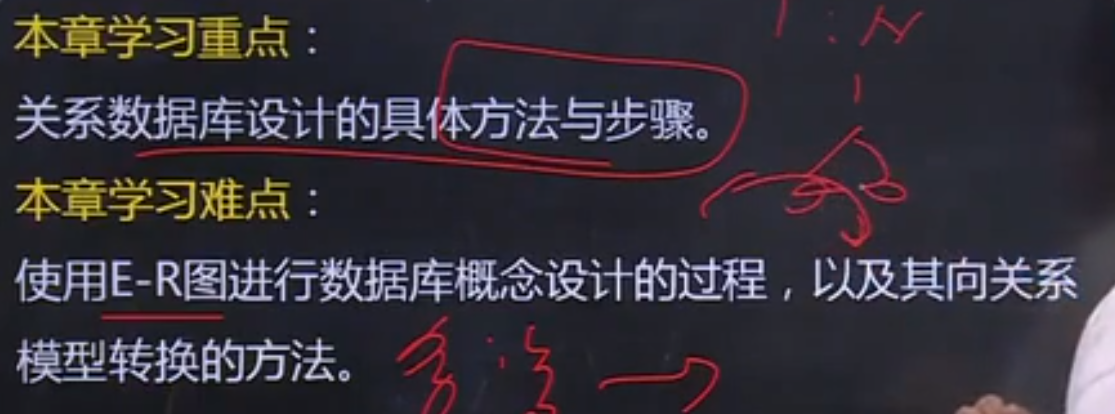 本章学习重点：
1:N
关系数据库设计的具体方法与步骤。
本章学习难点：
使用E-R图进行数据库概念设计的过程，以及其向关系
模型转换的方法。
多:多